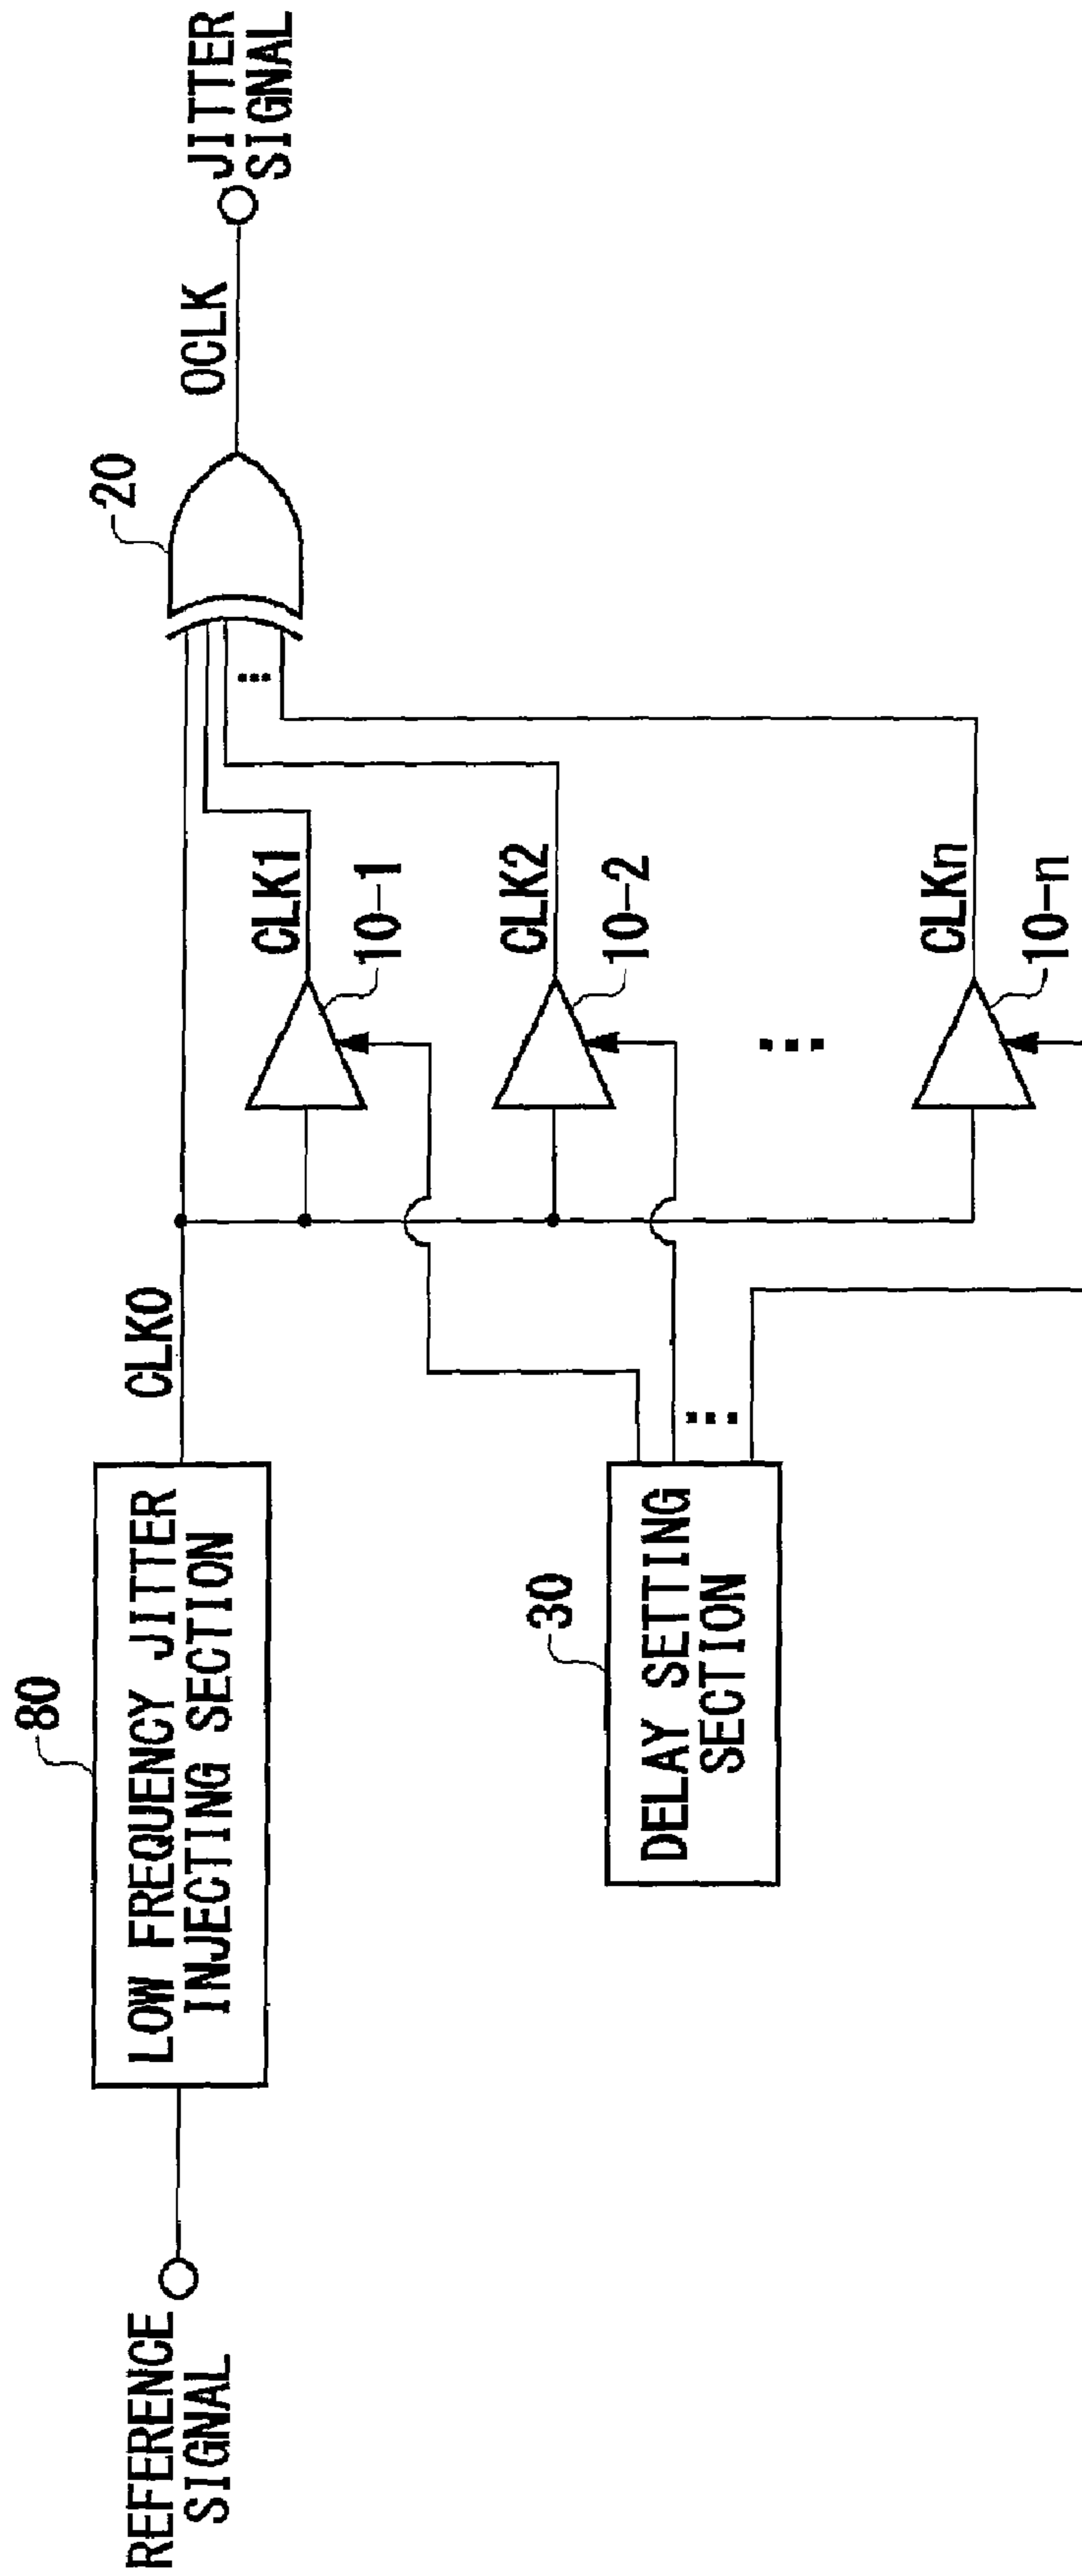 REFERENCE
SIGNAL
80
LOW FREQUENCY JITTER
INJECTING SECTION
CLK0
20
OCLK
JITTER
SIGNAL
CLK1
10-1
CLK2
10-2
CLKn
10-n
30
DELAY SETTING
SECTION